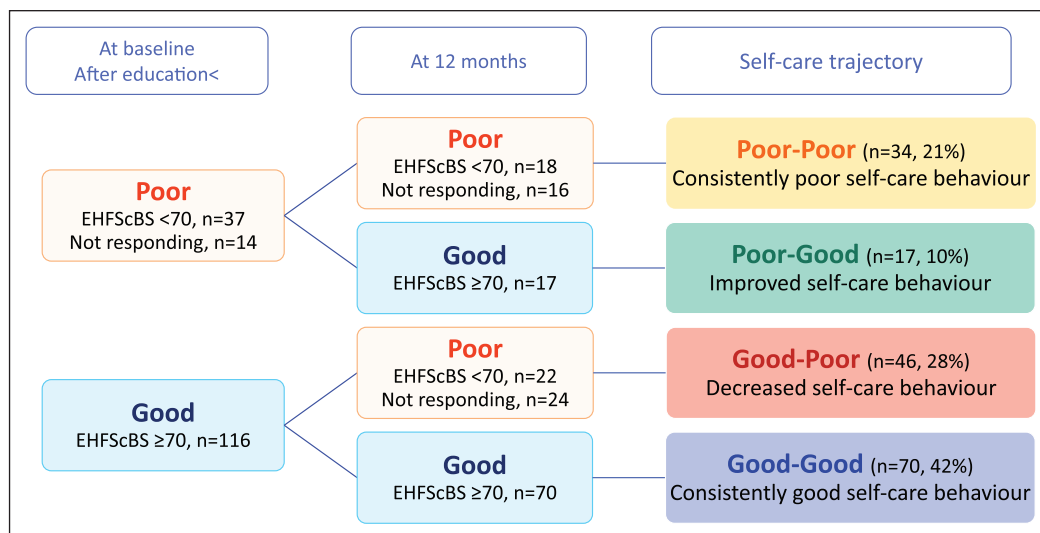 At baseline
After education<
At 12 months
Self-care trajectory
Poor
EHFScBS <70, n=37
Not responding, n=14
Poor
EHFScBS <70, n=18
Not responding, n=16
Poor-Poor (n=34, 21%)
Consistently poor self-care behaviour
Good
EHFScBS ≥70, n=17
Poor-Good (n=17, 10%)
Improved self-care behaviour
Good
EHFScBS ≥70, n=116
Poor
EHFScBS <70, n=22
Not responding, n=24
Good-Poor (n=46, 28%)
Decreased self-care behaviour
Good
EHFScBS ≥70, n=70
Good-Good (n=70, 42%)
Consistently good self-care behaviour